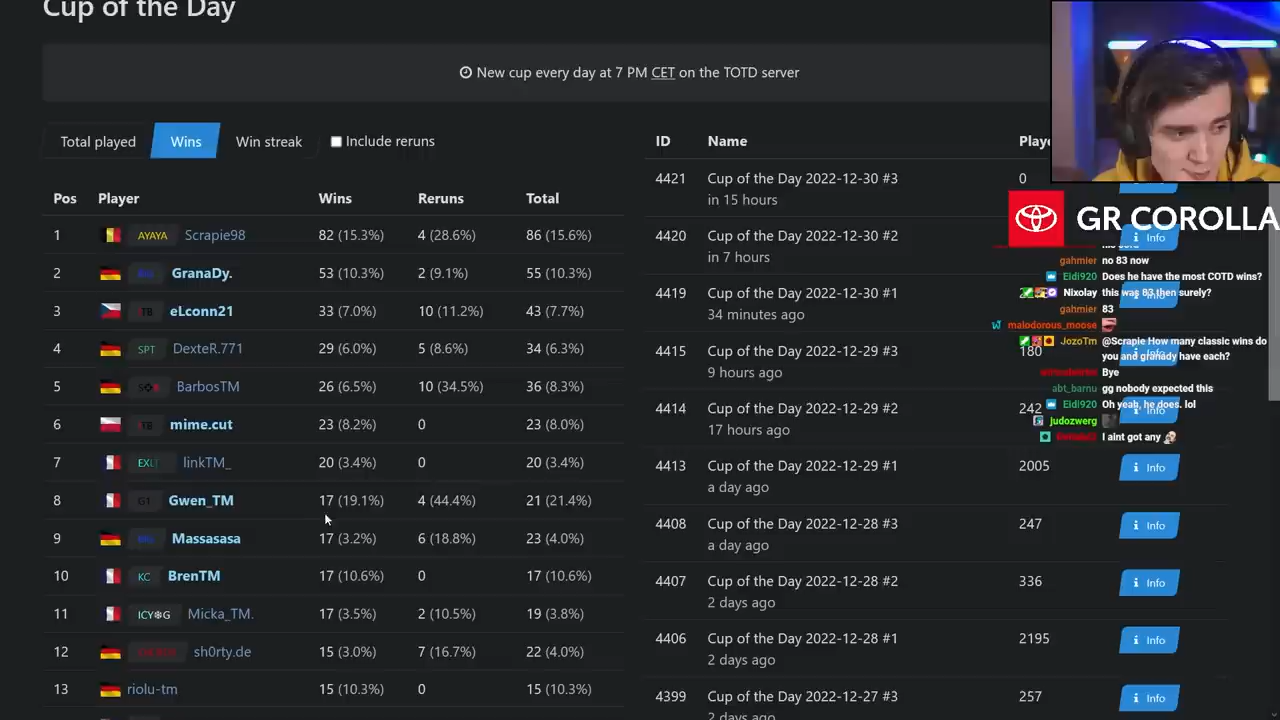 Cup of the Day
New cup every day at 7 PM CET on the TOTD server
Total played Wins Win streak Include reruns
Pos Player Wins Reruns Total
1 AYAYA Scrapie98 82 (15.3%) 4 (28.6%) 86 (15.6%)
2 GranaDy. 53 (10.3%) 2 (9.1%) 55 (10.3%)
3 TB eLconn21 33 (7.0%) 10 (11.2%) 43 (7.7%)
4 SPT DexteR.771 29 (6.0%) 5 (8.6%) 34 (6.3%)
5 BarbosTM 26 (6.5%) 10 (34.5%) 36 (8.3%)
6 TB mime.cut 23 (8.2%) 0 23 (8.0%)
7 linkTM_ 20 (3.4%) 0 20 (3.4%)
8 G1 Gwen_TM 17 (19.1%) 4 (44.4%) 21 (21.4%)
9 Massasasa 17 (3.2%) 6 (18.8%) 23 (4.0%)
10 KC BrenTM 17 (10.6%) 0 17 (10.6%)
11 ICY❄G Micka_TM. 17 (3.5%) 2 (10.5%) 19 (3.8%)
12 sh0rty.de 15 (3.0%) 7 (16.7%) 22 (4.0%)
13 riolu-tm 15 (10.3%) 0 15 (10.3%)
ID Name
4421 Cup of the Day 2022-12-30 #3 0
in 15 hours
4420 Cup of the Day 2022-12-30 #2 Info
in 7 hours
4419 Cup of the Day 2022-12-30 #1 Info
34 minutes ago
4415 Cup of the Day 2022-12-29 #3 180 Info
9 hours ago
4414 Cup of the Day 2022-12-29 #2 242 Info
17 hours ago
4413 Cup of the Day 2022-12-29 #1 2005 Info
a day ago
4408 Cup of the Day 2022-12-28 #3 247 Info
a day ago
4407 Cup of the Day 2022-12-28 #2 336 Info
2 days ago
4406 Cup of the Day 2022-12-28 #1 2195 Info
2 days ago
4399 Cup of the Day 2022-12-27 #3 257 Info
2 days ago
GR COROLLA
gahmier no 83 now
Eidi920 Does he have the most COTD wins?
Nixolay this was 83 then surely?
gahmier 83
malodorous_moose
JozoTm @Scrapie How many classic wins do
you and granady have each?
Bye
abt_barnu gg nobody expected this
Eidi920 Oh yeah, he does. lol
judozwerg
I aint got any